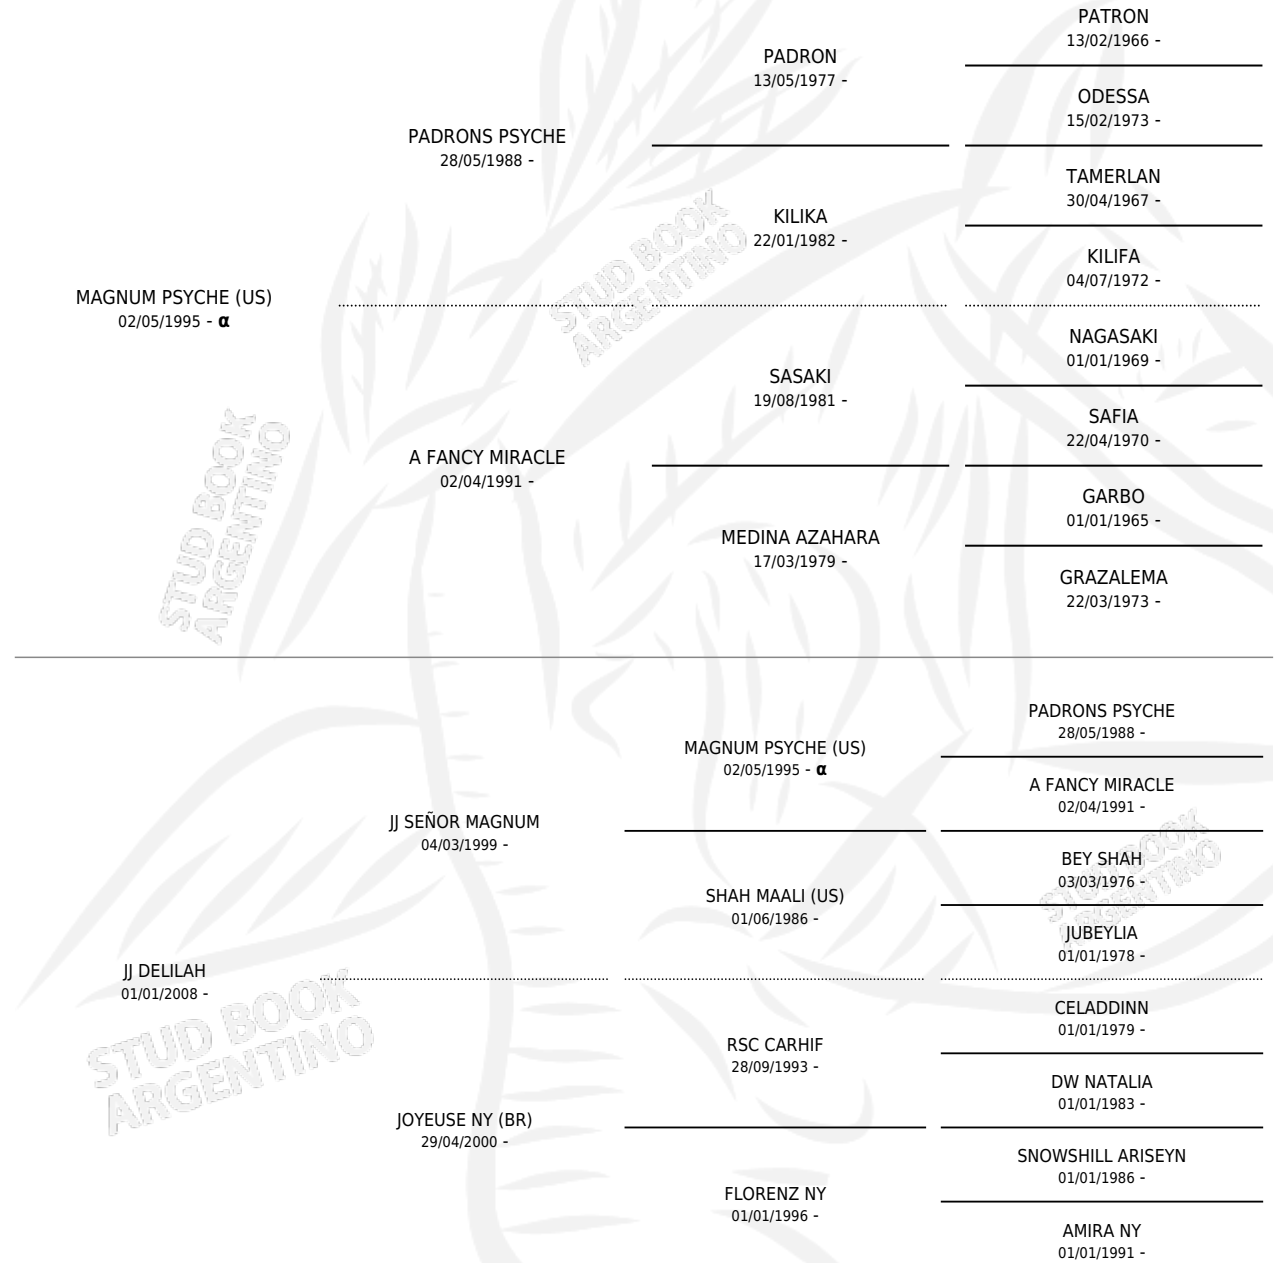 PATRON
13/02/1966 -
PADRON
13/05/1977 -
ODESSA
15/02/1973 -
PADRONS PSYCHE
28/05/1988 -
TAMERLAN
30/04/1967 -
KILIKA
22/01/1982 -
KILIFA
04/07/1972 -
MAGNUM PSYCHE (US)
02/05/1995 - α
NAGASAKI
01/01/1969 -
SASAKI
19/08/1981 -
SAFIA
22/04/1970 -
A FANCY MIRACLE
02/04/1991 -
GARBO
01/01/1965 -
MEDINA AZAHARA
17/03/1979 -
GRAZALEMA
22/03/1973 -
STUD BOOK
ARGENTINO
STUD BOOK
ARGENTINO
PADRONS PSYCHE
28/05/1988 -
MAGNUM PSYCHE (US)
02/05/1995 - α
A FANCY MIRACLE
02/04/1991 -
JJ SEÑOR MAGNUM
04/03/1999 -
BEY SHAH
03/03/1976 -
SHAH MAALI (US)
01/06/1986 -
JUBEYLIA
01/01/1978 -
JJ DELILAH
01/01/2008 -
CELADDINN
01/01/1979 -
RSC CARHIF
28/09/1993 -
DW NATALIA
01/01/1983 -
JOYEUSE NY (BR)
29/04/2000 -
SNOWSHILL ARISEYN
01/01/1986 -
FLORENZ NY
01/01/1996 -
AMIRA NY
01/01/1991 -
STUD BOOK
ARGENTINO
STUD BOOK
ARGENTINO